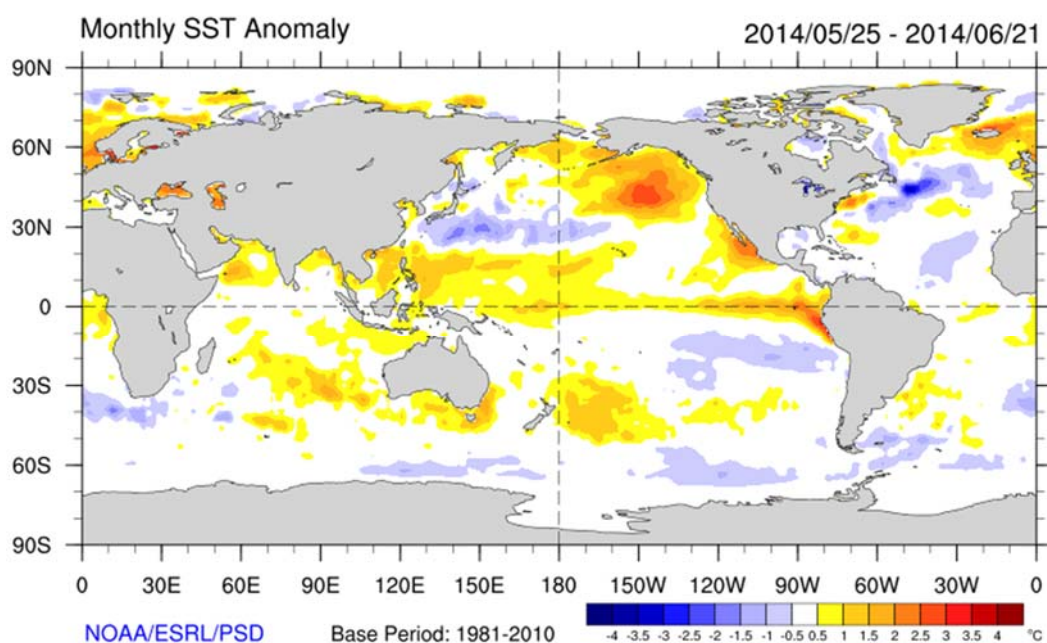 Monthly SST Anomaly 2014/05/25 - 2014/06/21
90N
60N
30N
0
30S
60S
90S
0 30E 60E 90E 120E 150E 180 150W 120W 90W 60W 30W 0
-4 -3.5 -3 -2.5 -2 -1.5 -1 -0.5 0.5 1 1.5 2 2.5 3 3.5 4 °C
NOAA/ESRL/PSD Base Period: 1981-2010